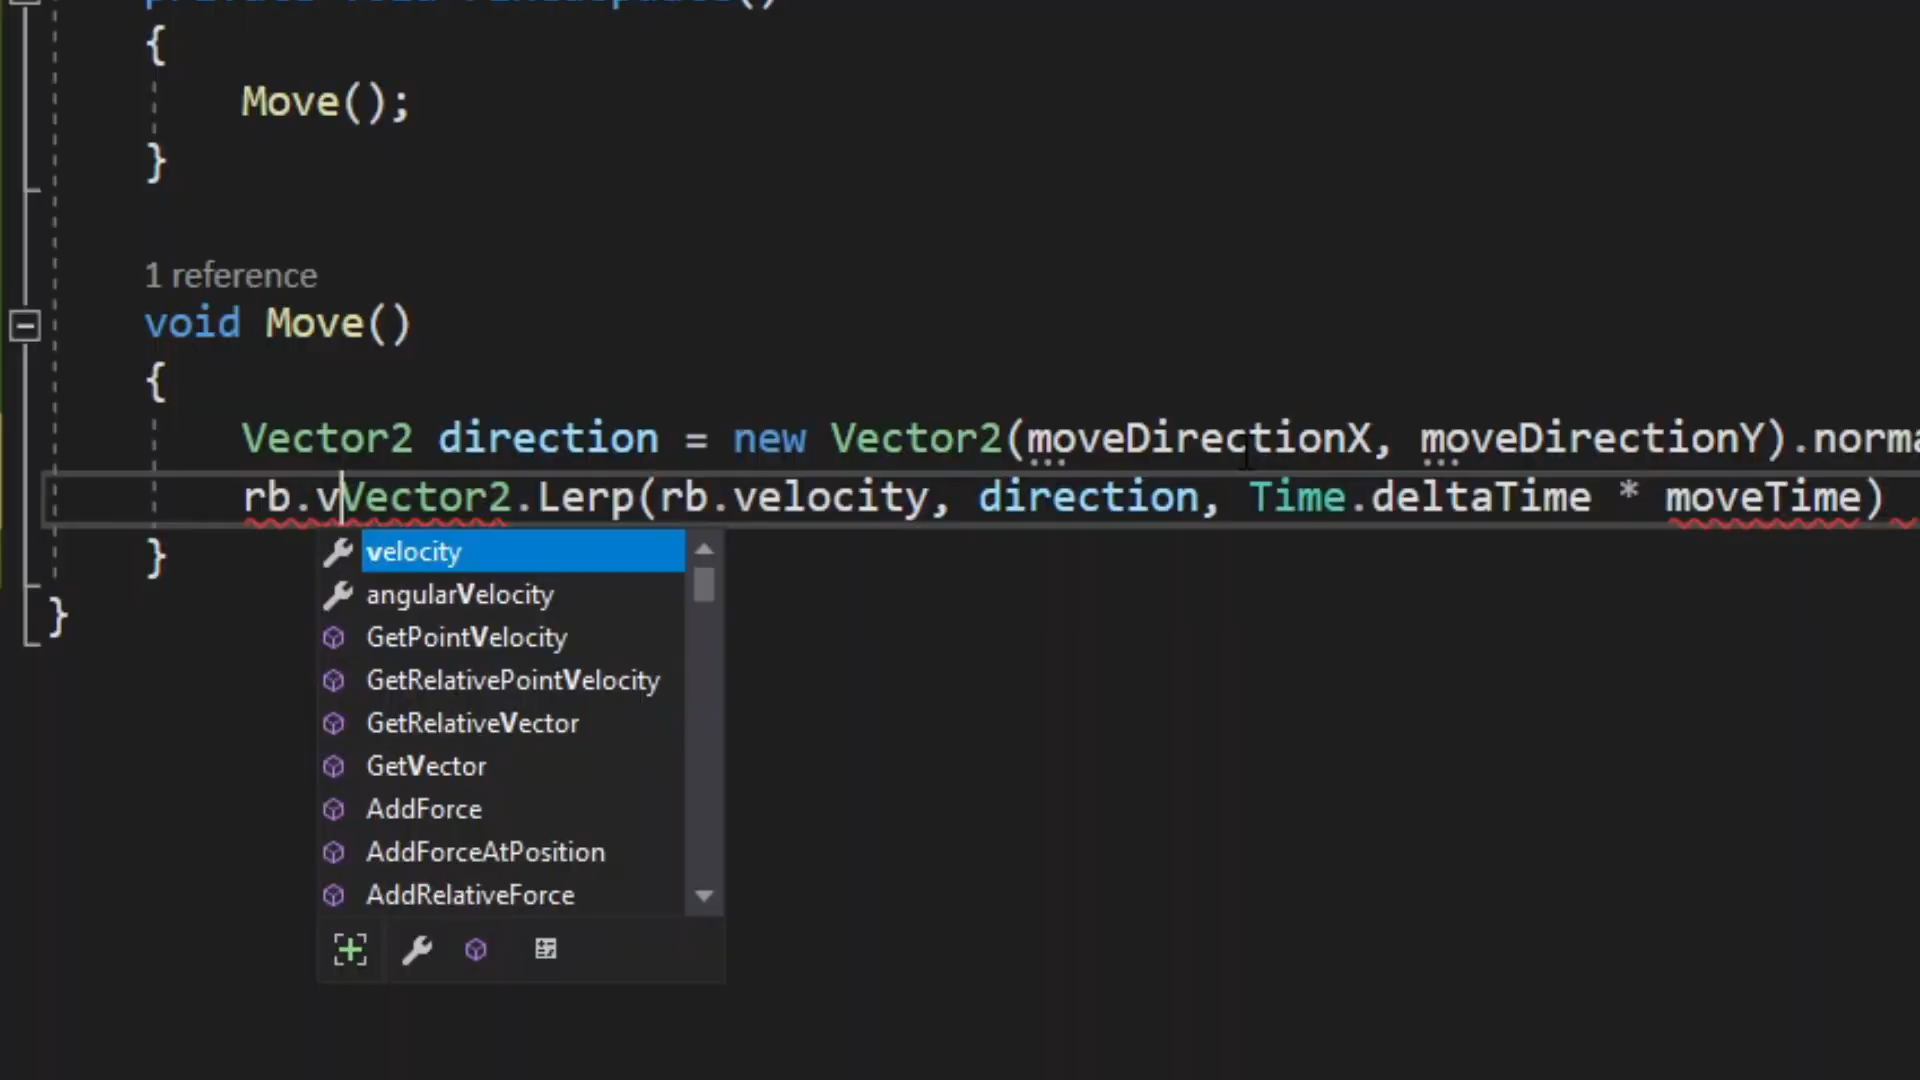 {
Move();
}
1 reference
void Move()
{
Vector2 direction = new Vector2(moveDirectionX, moveDirectionY).norma
rb.vVector2.Lerp(rb.velocity, direction, Time.deltaTime * moveTime)
}
}
velocity
angularVelocity
GetPointVelocity
GetRelativePointVelocity
GetRelativeVector
GetVector
AddForce
AddForceAtPosition
AddRelativeForce